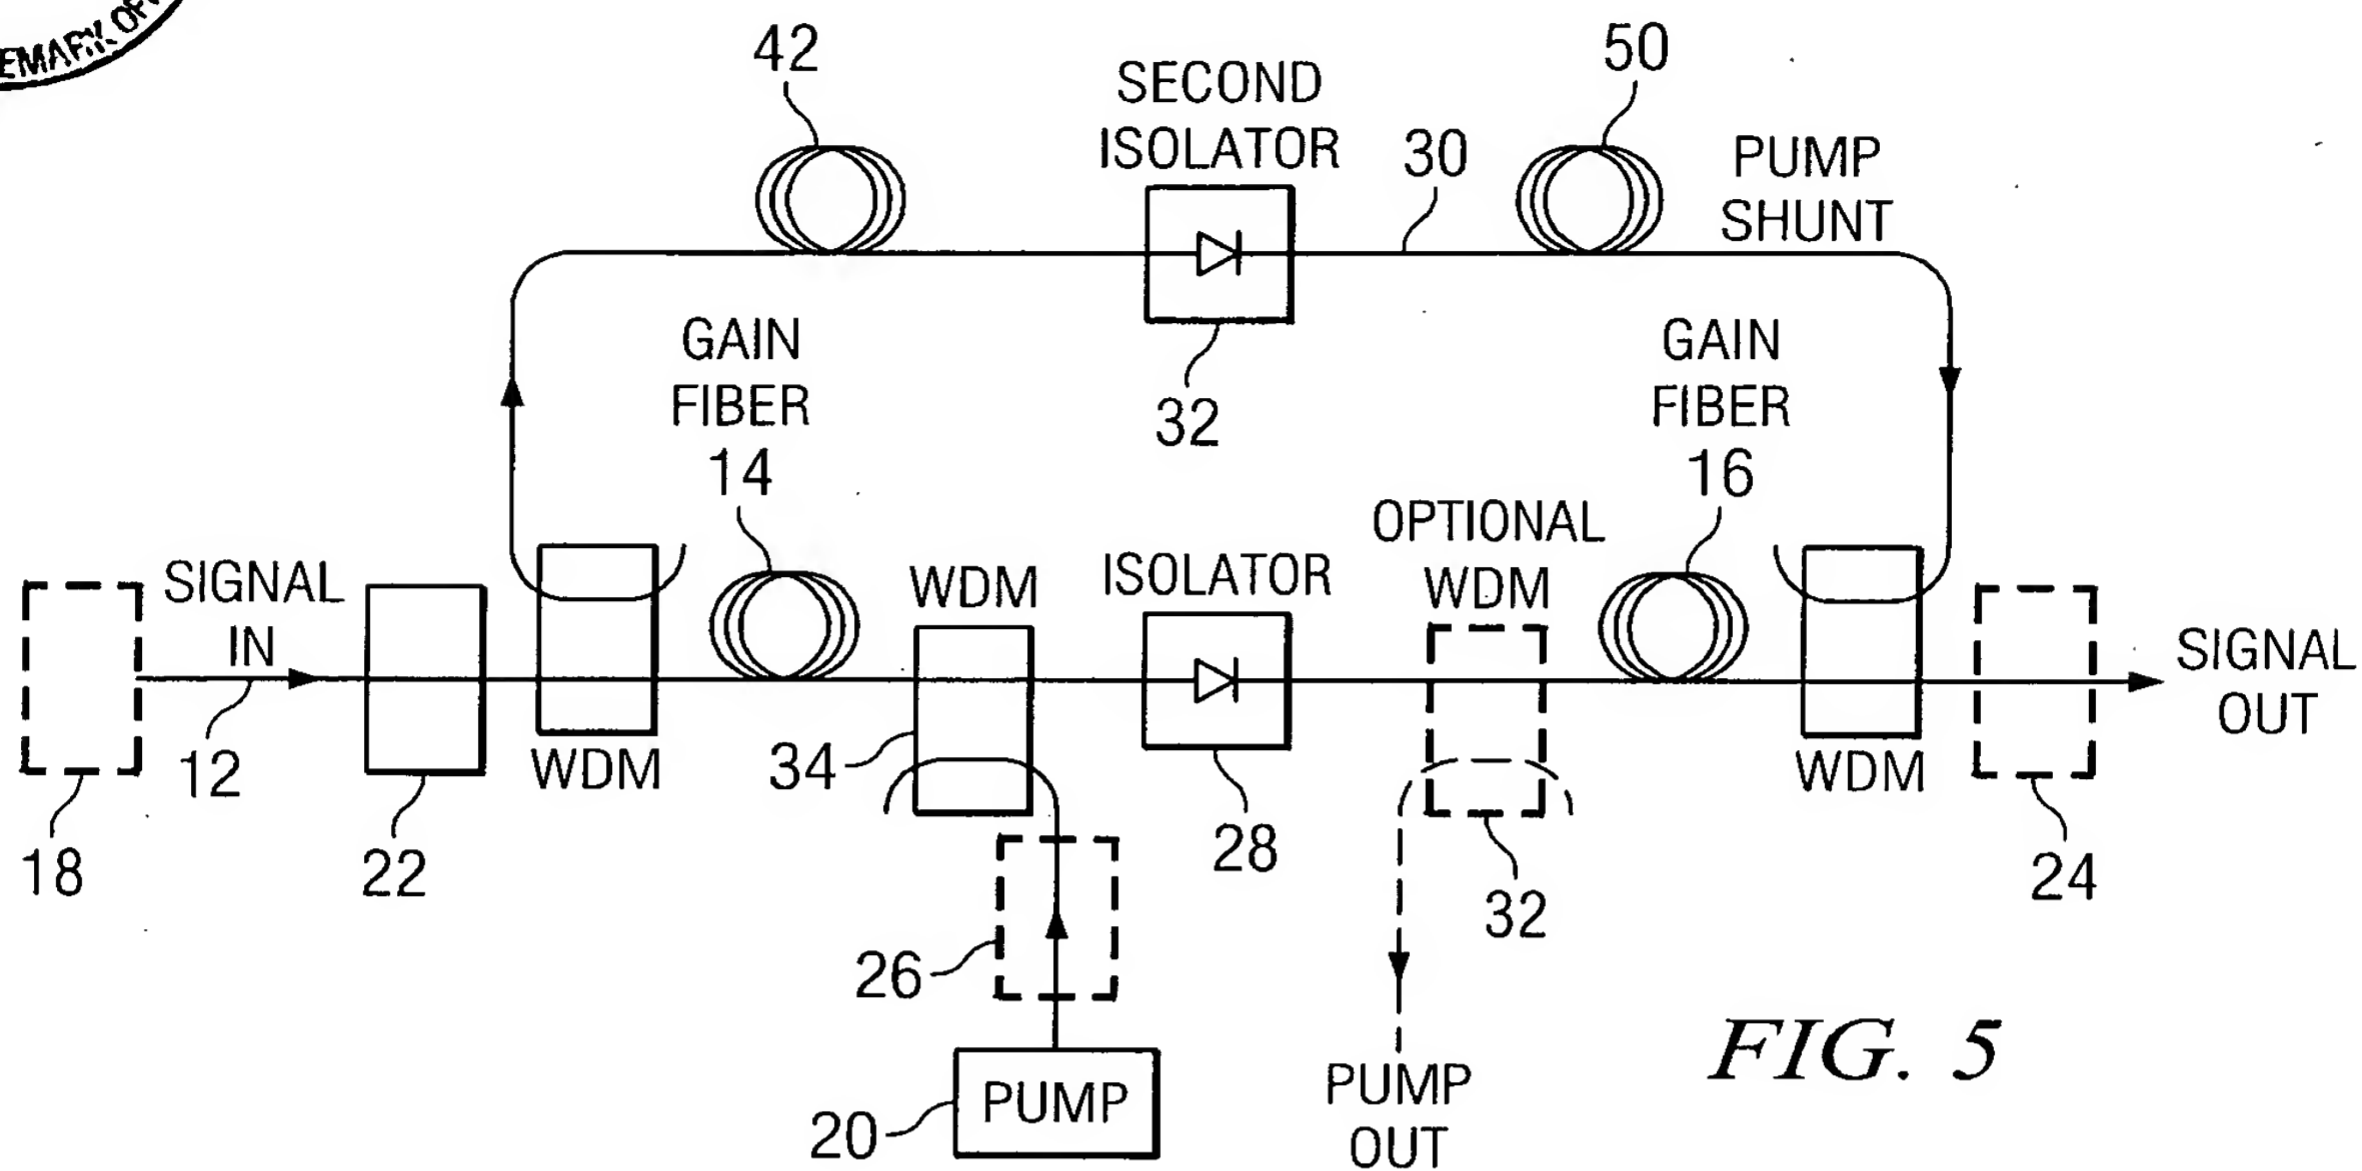 EMARK OF
42
50
SECOND
ISOLATOR
30
PUMP
SHUNT
GAIN
FIBER
14
32
GAIN
FIBER
16
SIGNAL
IN
12
18
22
WDM
WDM
34
ISOLATOR
28
OPTIONAL
WDM
32
WDM
24
SIGNAL
OUT
26
20
PUMP
PUMP
OUT
FIG. 5